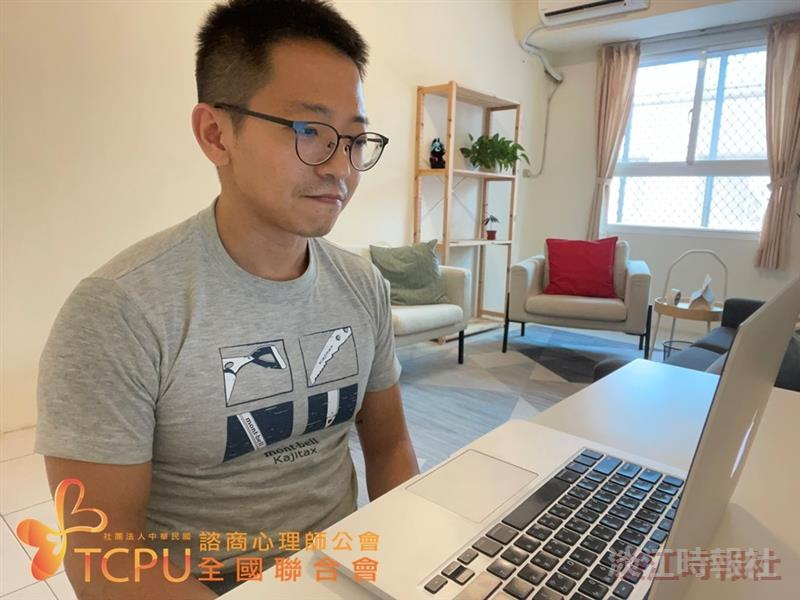 mont-bell
mont-bell
Kajitax
社團法人中華民國
TCPU
諮商心理師公會
全國聯合會
淡江時報社